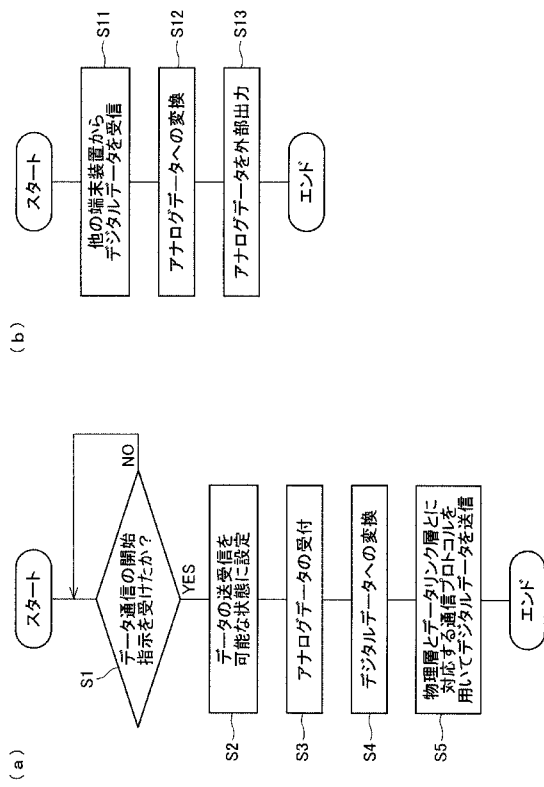 (a)
スタート
S1
データ通信の開始
指示を受けたか?
NO
YES
S2
データの送受信を
可能な状態に設定
S3
アナログデータの受付
S4
デジタルデータへの変換
S5
物理層とデータリンク層とに
対応する通信プロトコルを
用いてデジタルデータを送信
エンド
(b)
スタート
他の端末装置から
デジタルデータを受信
S11
アナログデータへの変換
S12
アナログデータを外部出力
S13
エンド